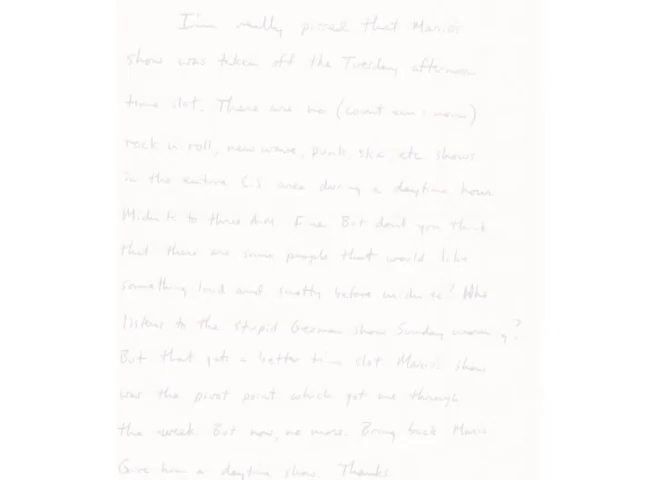 I'm really pissed that Mario's
show was taken off the Tuesday afternoon
time slot. There are no (count em: none)
rock n roll, new wave, punk, ska, etc shows
in the entire C.S area during a daytime hour.
to three A.M. Fine. But don't you think
that there are some people that would like
something loud and snotty before midnite? Who
listens to the stupid German show Sunday morning?
But that gets a better time slot. Mario's show
was the pivot point which got me through
the week. But now, no more. Bring back Mario
Give him a daytime show. Thanks